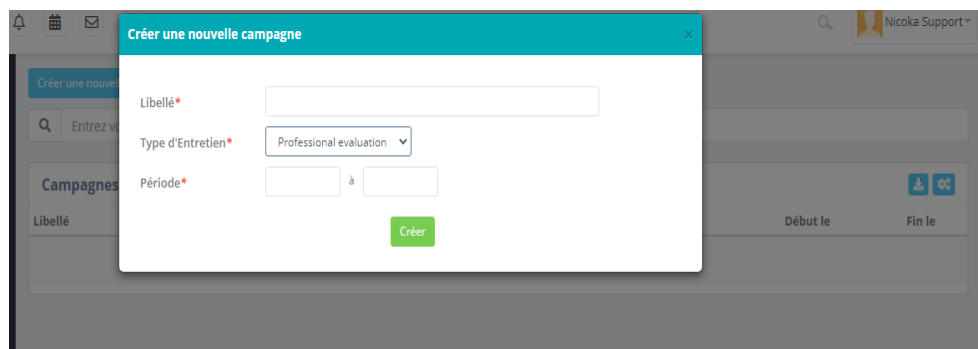 Nicoka Support
Créer une nouvelle campagne
×
Créer une nouvel
Libellé*
Entrez vo
Type d'Entretien*
Professional evaluation
Période*
à
Campagnes
Créer
Libellé
Début le
Fin le